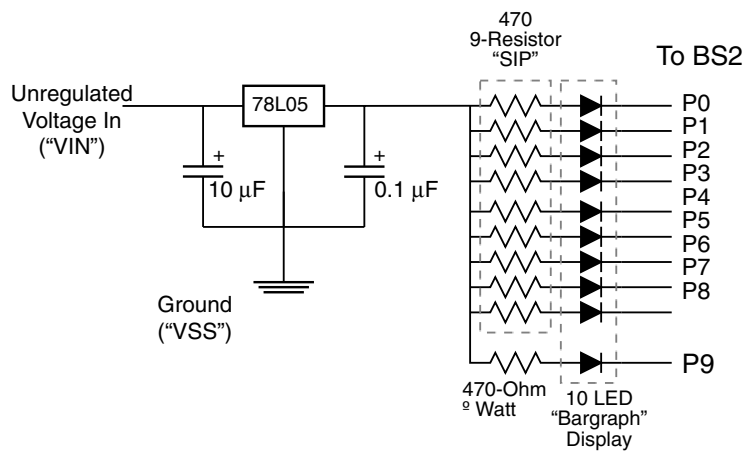 470
9-Resistor
“SIP”
To BS2
Unregulated
Voltage In
(“VIN”)
78L05
+
10 µF
+
0.1 µF
P0
P1
P2
P3
P4
P5
P6
P7
P8
P9
Ground
(“VSS”)
470-Ohm
º Watt
10 LED
“Bargraph”
Display